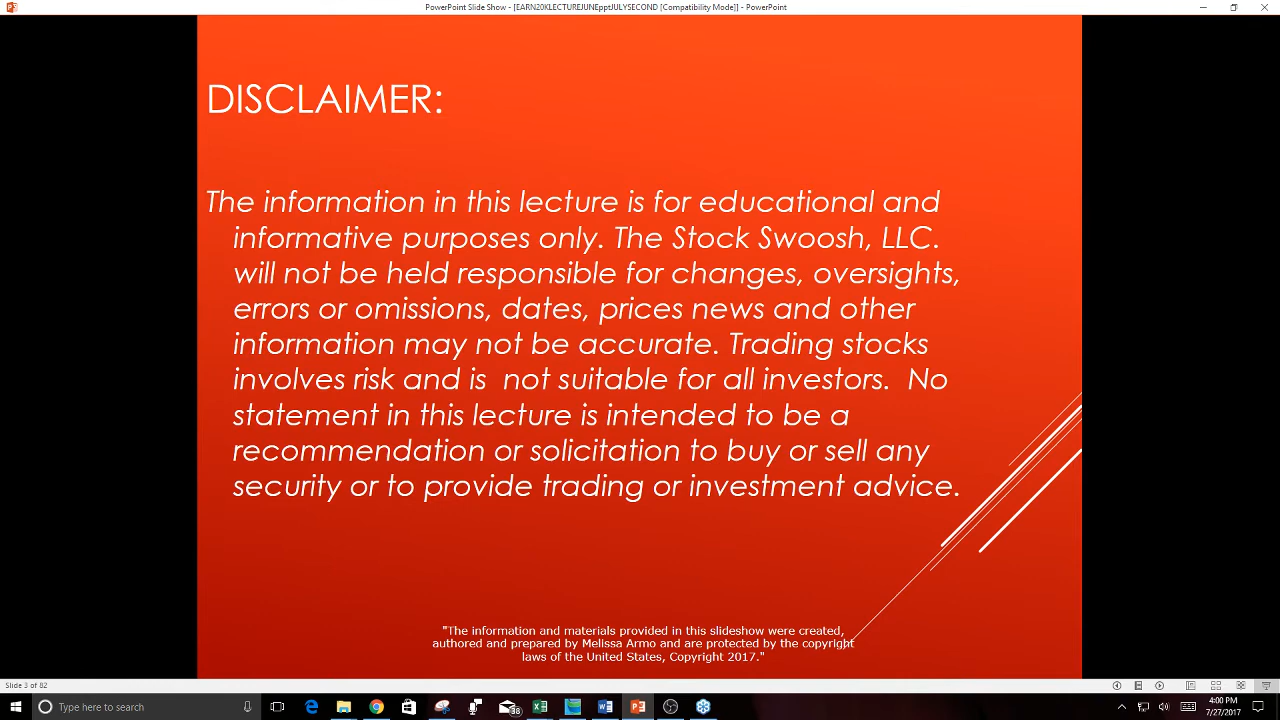 PowerPoint Slide Show - [EARN20KLECTUREJUNEpptJULYSECOND [Compatibility Mode]] - PowerPoint
DISCLAIMER:
The information in this lecture is for educational and
informative purposes only. The Stock Swoosh, LLC.
will not be held responsible for changes, oversights,
errors or omissions, dates, prices news and other
information may not be accurate. Trading stocks
involves risk and is  not suitable for all investors.  No
statement in this lecture is intended to be a
recommendation or solicitation to buy or sell any
security or to provide trading or investment advice.
"The information and materials provided in this slideshow were created,
authored and prepared by Melissa Armo and are protected by the copyright
laws of the United States, Copyright 2017."
Slide 3 of 82
Type here to search
38
4:00 PM
7/27/2017